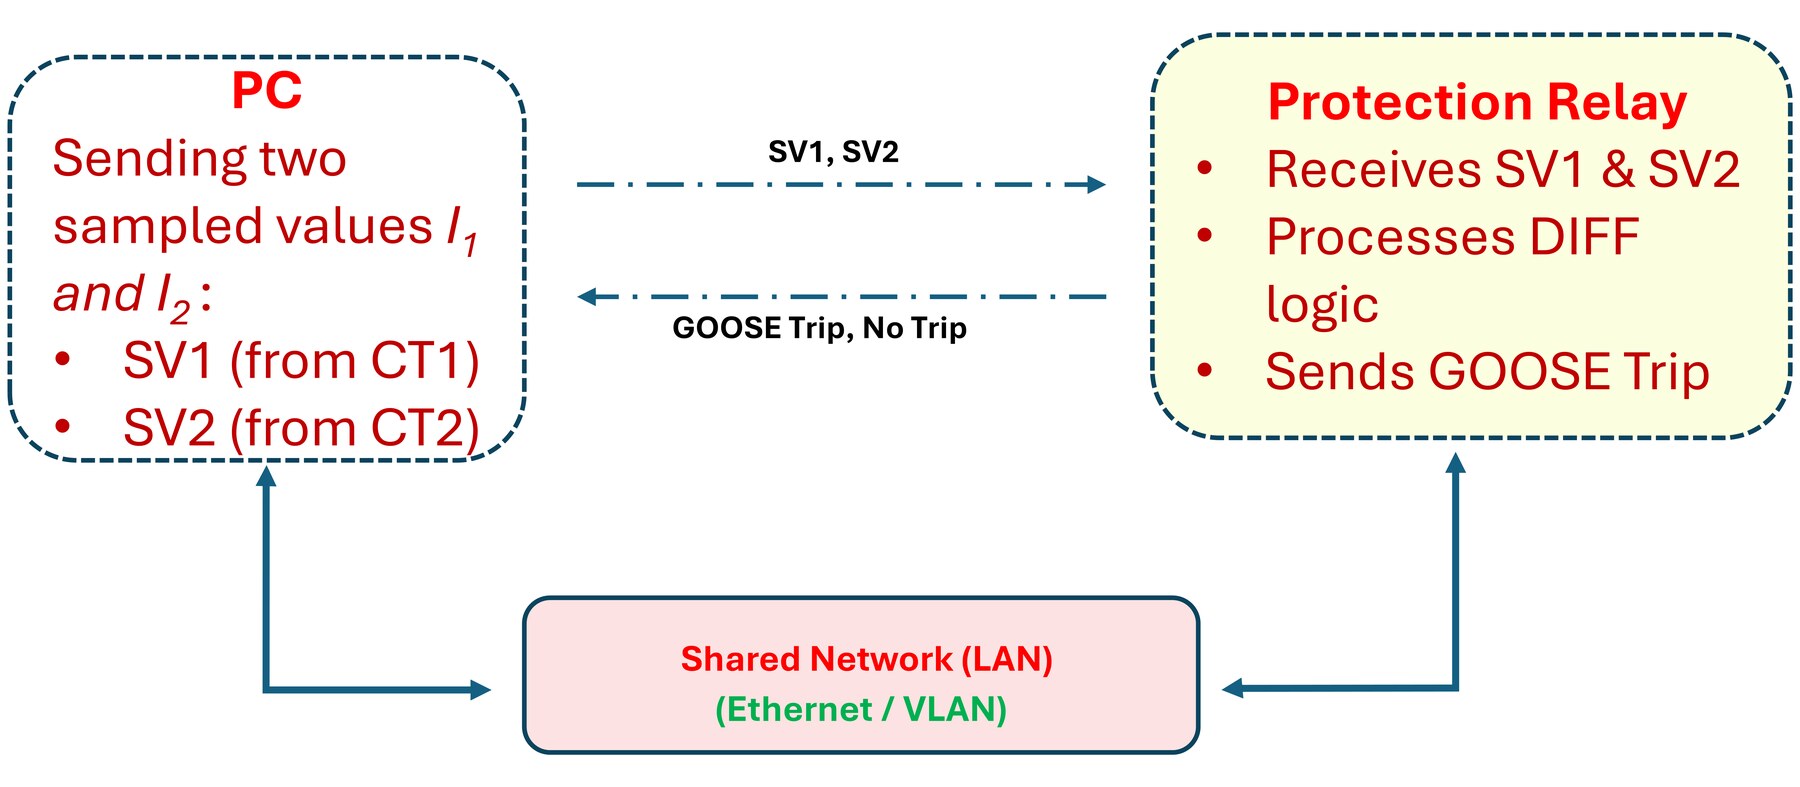 PC
Sending two
sampled values I1
and I2 :
• SV1 (from CT1)
• SV2 (from CT2)
SV1, SV2
GOOSE Trip, No Trip
Protection Relay
• Receives SV1 & SV2
• Processes DIFF
logic
• Sends GOOSE Trip
Shared Network (LAN)
(Ethernet / VLAN)